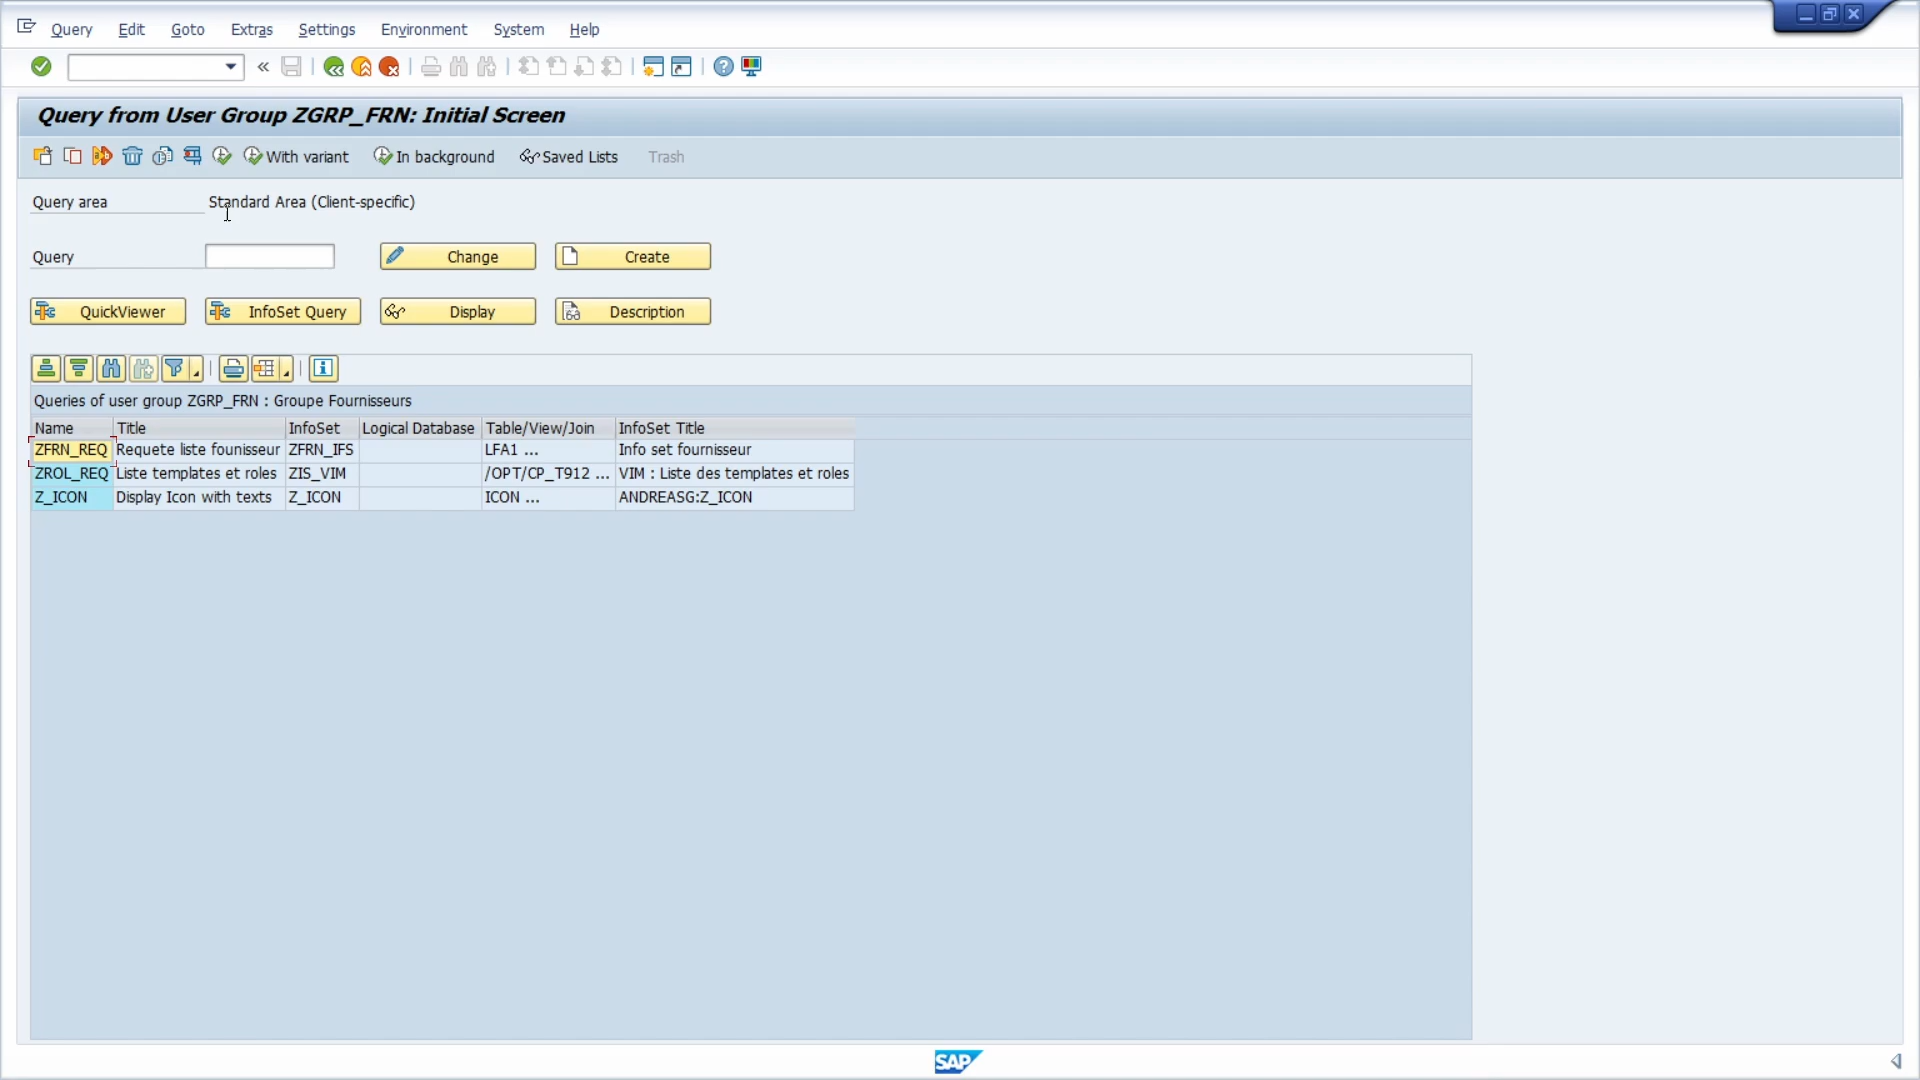 Query Edit Goto Extras Settings Environment System Help
Query from User Group ZGRP_FRN: Initial Screen
With variant In background Saved Lists Trash
Query area Standard Area (Client-specific)
Query Change Create
QuickViewer InfoSet Query Display Description
Queries of user group ZGRP_FRN : Groupe Fournisseurs
Name Title InfoSet Logical Database Table/View/Join InfoSet Title
ZFRN_REQ Requete liste founisseur ZFRN_IFS LFA1 ... Info set fournisseur
ZROL_REQ Liste templates et roles ZIS_VIM /OPT/CP_T912 ... VIM : Liste des templates et roles
Z_ICON Display Icon with texts Z_ICON ICON ... ANDREASG:Z_ICON
SAP